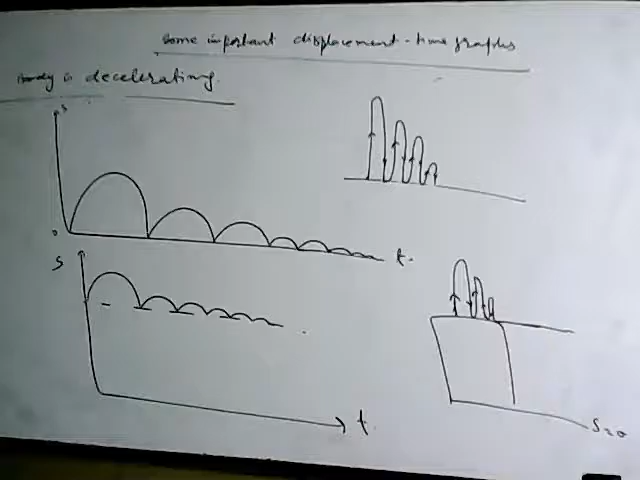 Some important displacement-time graphs
Body is decelerating.
s
0
t.
S
t
S=0